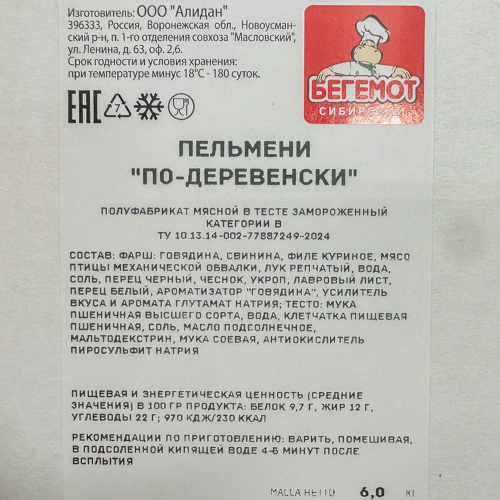 Изготовитель: ООО "Алидан"
396333, Россия, Воронежская обл., Новоусман-
ский р-н, п. 1-го отделения совхоза "Масловский",
ул. Ленина, д. 63, оф. 2,6.
Срок годности и условия хранения:
при температуре минус 18°С - 180 суток.
ЕАС
БЕГЕМОТ
СИБИРСКИЙ
ПЕЛЬМЕНИ
"ПО-ДЕРЕВЕНСКИ"
ПОЛУФАБРИКАТ МЯСНОЙ В ТЕСТЕ ЗАМОРОЖЕННЫЙ
КАТЕГОРИИ В
ТУ 10.13.14-002-77887249-2024
СОСТАВ: ФАРШ: ГОВЯДИНА, СВИНИНА, ФИЛЕ КУРИНОЕ, МЯСО
ПТИЦЫ МЕХАНИЧЕСКОЙ ОБВАЛКИ, ЛУК РЕПЧАТЫЙ, ВОДА,
СОЛЬ, ПЕРЕЦ ЧЕРНЫЙ, ЧЕСНОК, УКРОП, ЛАВРОВЫЙ ЛИСТ,
ПЕРЕЦ БЕЛЫЙ, АРОМАТИЗАТОР "ГОВЯДИНА", УСИЛИТЕЛЬ
ВКУСА И АРОМАТА ГЛУТАМАТ НАТРИЯ; ТЕСТО: МУКА
ПШЕНИЧНАЯ ВЫСШЕГО СОРТА, ВОДА, КЛЕТЧАТКА ПИЩЕВАЯ
ПШЕНИЧНАЯ, СОЛЬ, МАСЛО ПОДСОЛНЕЧНОЕ,
МАЛЬТОДЕКСТРИН, МУКА СОЕВАЯ, АНТИОКИСЛИТЕЛЬ
ПИРОСУЛЬФИТ НАТРИЯ
ПИЩЕВАЯ И ЭНЕРГЕТИЧЕСКАЯ ЦЕННОСТЬ (СРЕДНИЕ
ЗНАЧЕНИЯ) В 100 ГР ПРОДУКТА: БЕЛОК 9,7 Г, ЖИР 12 Г,
УГЛЕВОДЫ 22 Г; 970 КДЖ/230 ККАЛ
РЕКОМЕНДАЦИИ ПО ПРИГОТОВЛЕНИЮ: ВАРИТЬ, ПОМЕШИВАЯ,
В ПОДСОЛЕННОЙ КИПЯЩЕЙ ВОДЕ 4-6 МИНУТ ПОСЛЕ
ВСПЛЫТИЯ
МАССА НЕТТО 6,0 КГ